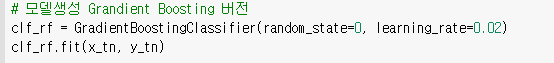 # 모델생성 Grandient Boosting 버전
clf_rf = GradientBoostingClassifier(random_state=0, learning_rate=0.02)
clf_rf.fit(x_tn, y_tn)